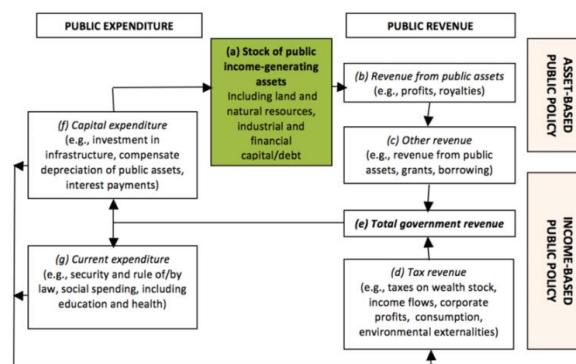 PUBLIC EXPENDITURE
PUBLIC REVENUE
(a) Stock of public
income-generating
assets
Including land and
natural resources,
industrial and
financial
capital/debt
(b) Revenue from public assets
(e.g., profits, royalties)
ASSET-BASED
PUBLIC POLICY
(f) Capital expenditure
(e.g., investment in
infrastructure, compensate
depreciation of public assets,
interest payments)
(c) Other revenue
(e.g., revenue from public
assets, grants, borrowing)
(e) Total government revenue
INCOME-BASED
PUBLIC POLICY
(g) Current expenditure
(e.g., security and rule of/by
law, social spending, including
education and health)
(d) Tax revenue
(e.g., taxes on wealth stock,
income flows, corporate
profits, consumption,
environmental externalities)